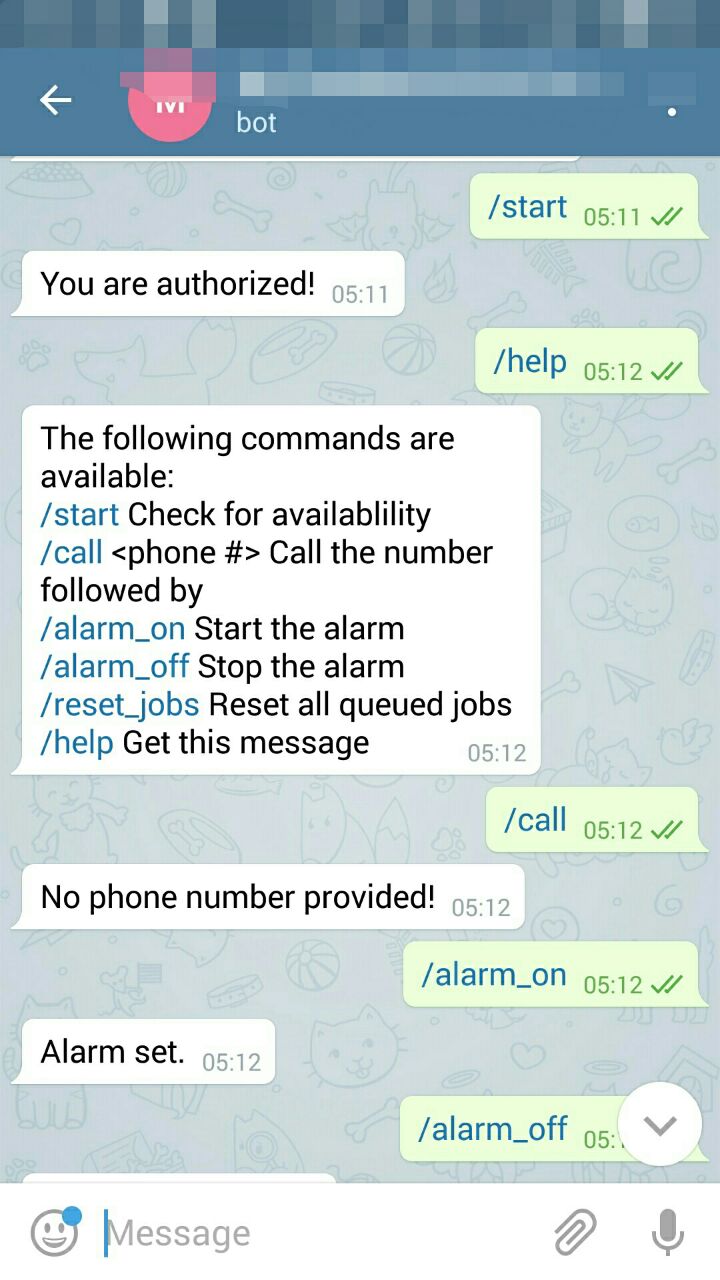 bot
/start 05:11
You are authorized! 05:11
/help 05:12
The following commands are
available:
/start Check for availablility
/call <phone #> Call the number
followed by
/alarm_on Start the alarm
/alarm_off Stop the alarm
/reset_jobs Reset all queued jobs
/help Get this message 05:12
/call 05:12
No phone number provided! 05:12
/alarm_on 05:12
Alarm set. 05:12
/alarm_off 05:
Message